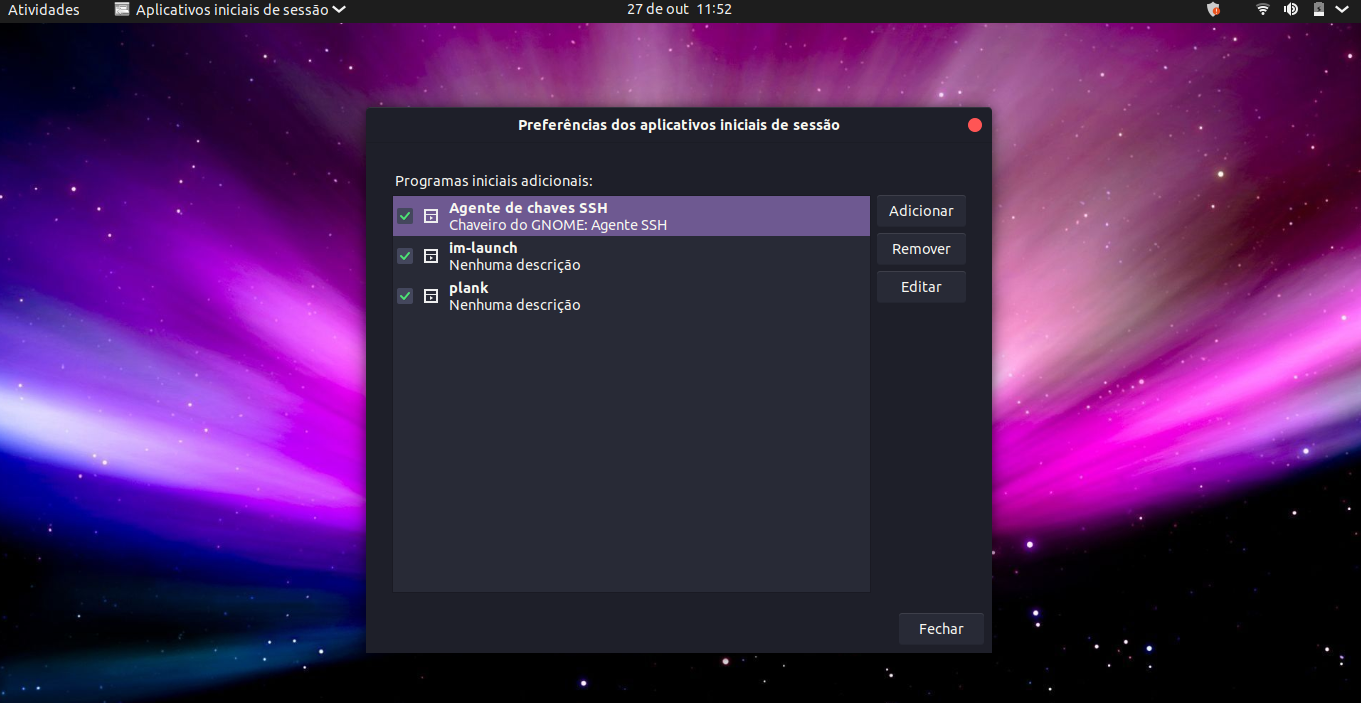 Atividades
Aplicativos iniciais de sessão
27 de out 11:52
Preferências dos aplicativos iniciais de sessão
Programas iniciais adicionais:
Agente de chaves SSH
Chaveiro do GNOME: Agente SSH
im-launch
Nenhuma descrição
plank
Nenhuma descrição
Adicionar
Remover
Editar
Fechar